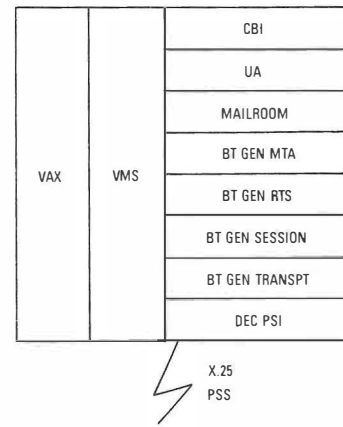 CBI
UA
MAILROOM
BT GEN MTA
VAX
VMS
BT GEN RTS
BT GEN SESSION
BT GEN TRANSPT
DEC PSI
X.25
PSS